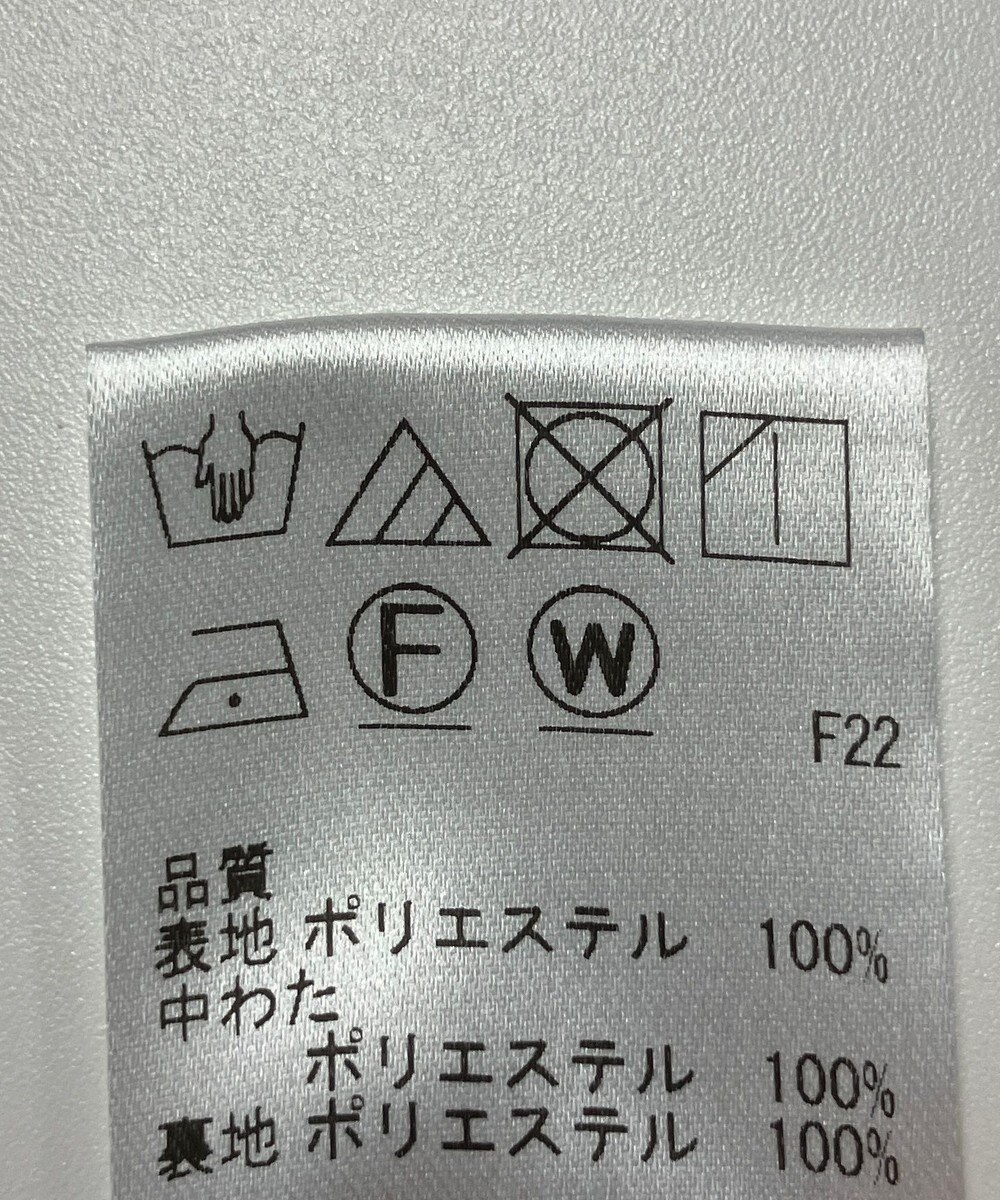 F W
F22
品質
表地 ポリエステル 100%
中わた
ポリエステル 100%
裏地 ポリエステル 100%